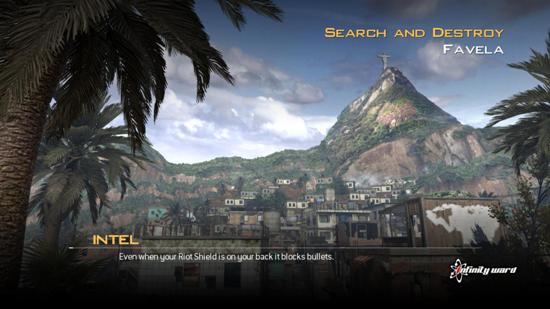 Search and Destroy
Favela
INTEL
Even when your Riot Shield is on your back it blocks bullets.
infinity ward